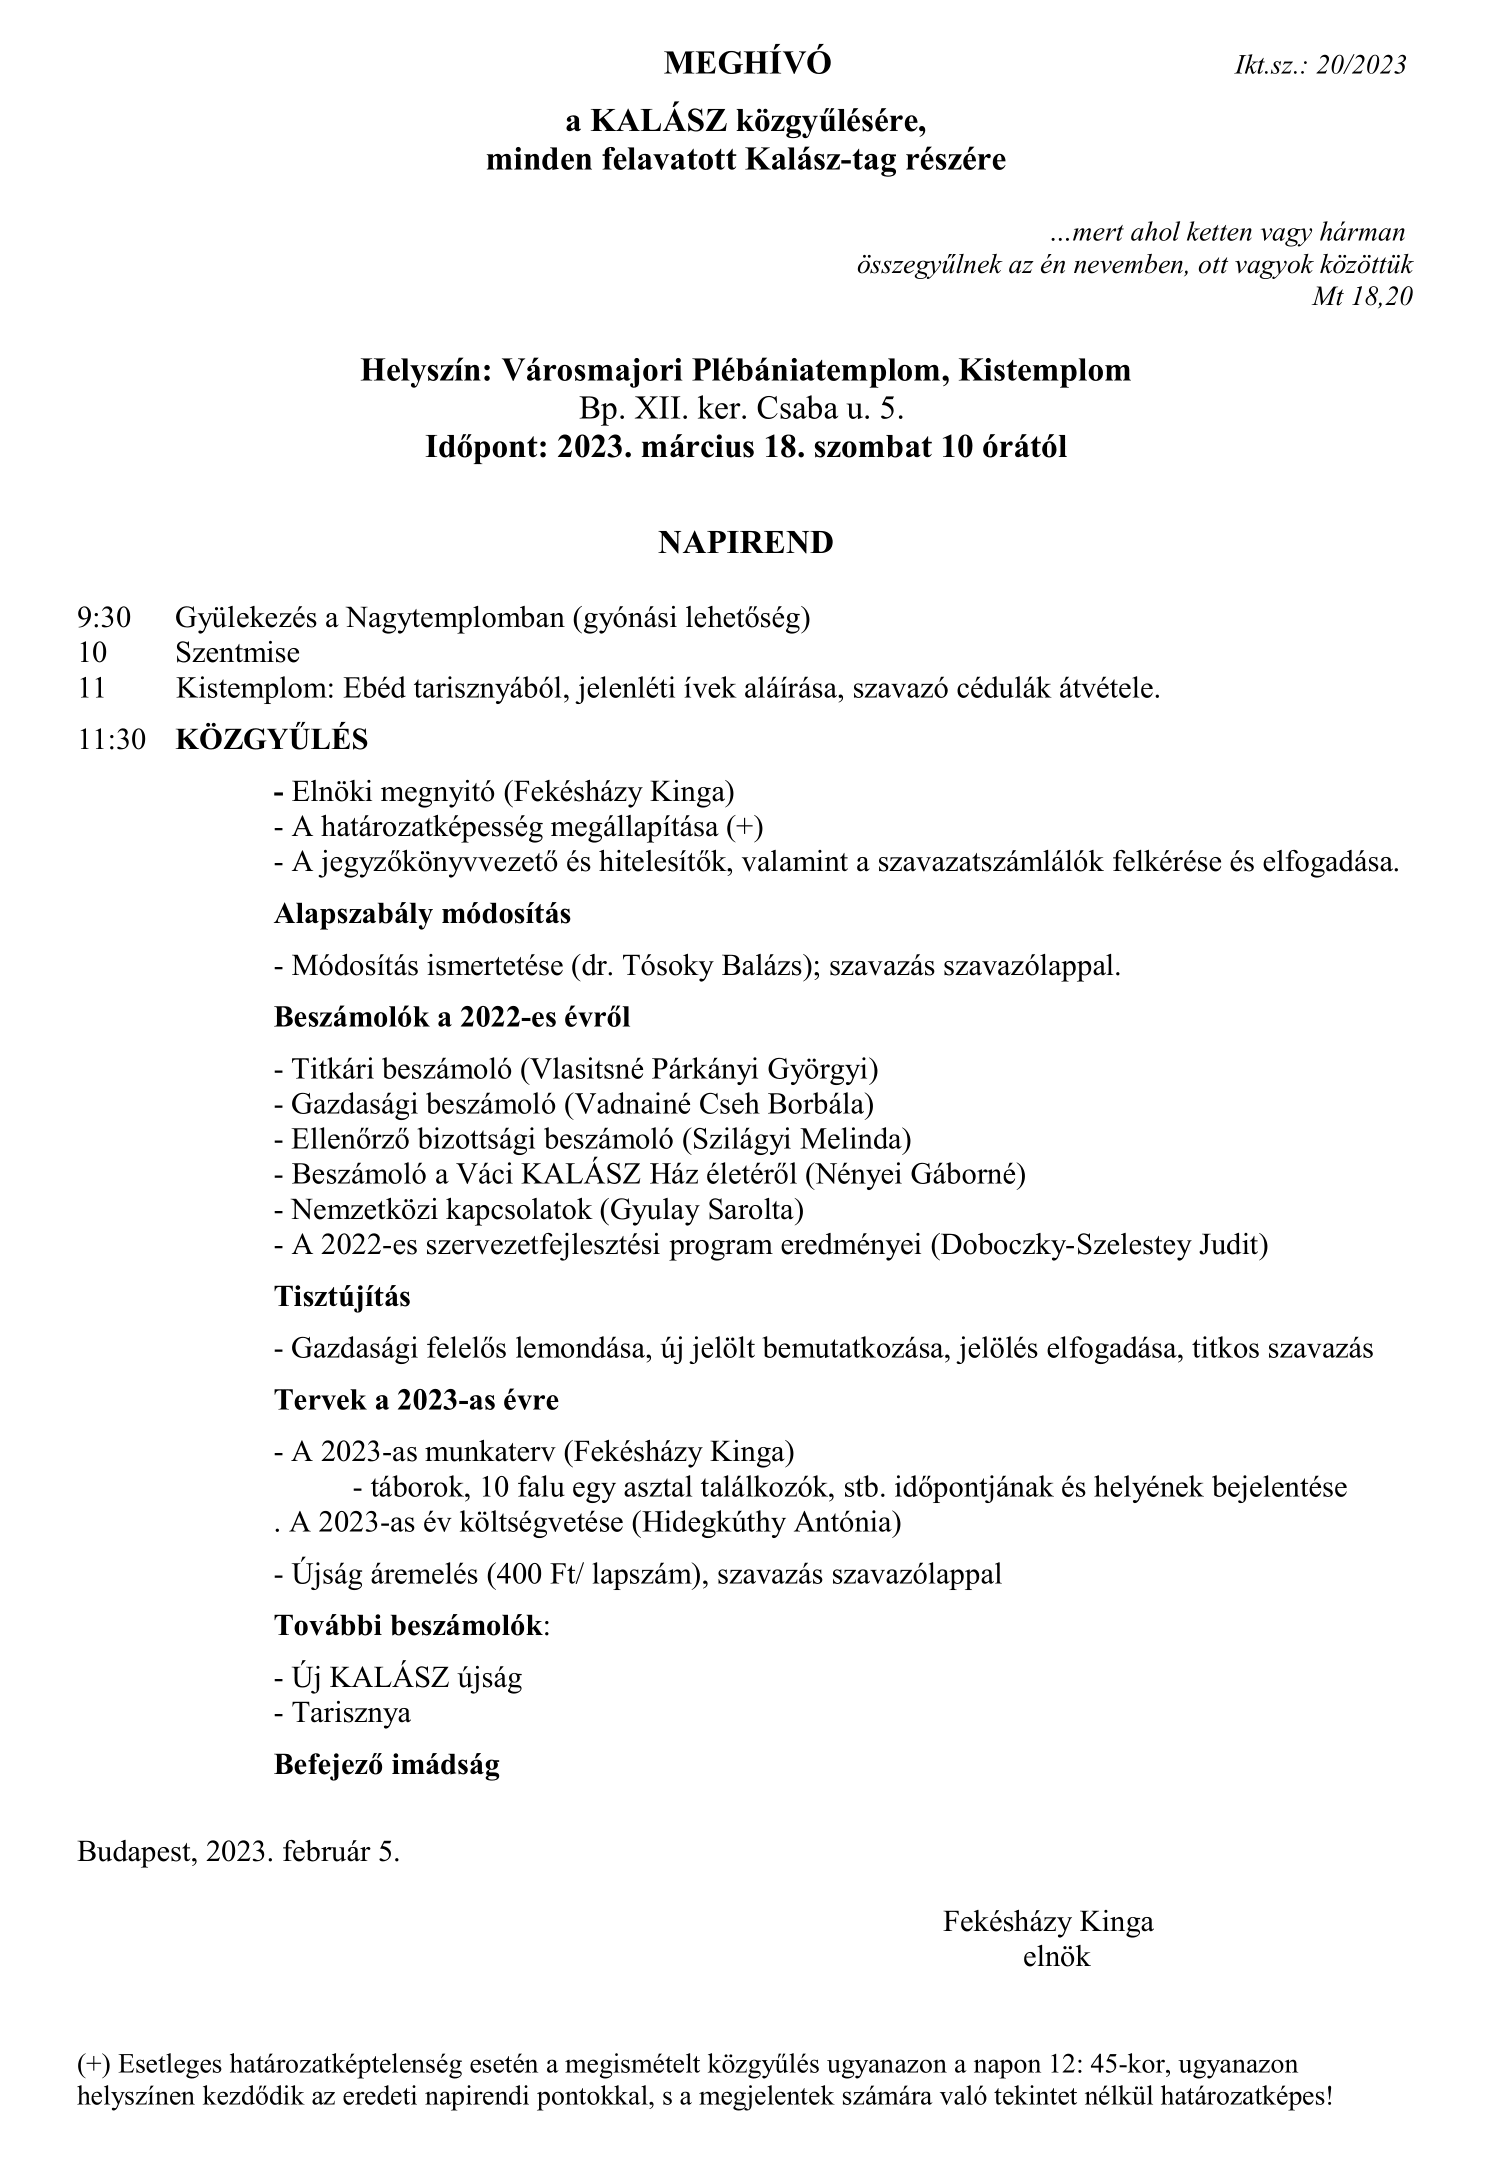 MEGHÍVÓ Ikt.sz.: 20/2023
a KALÁSZ közgyűlésére,
minden felavatott Kalász-tag részére
...mert ahol ketten vagy hárman
összegyűlnek az én nevemben, ott vagyok közöttük
Mt 18,20
Helyszín: Városmajori Plébániatemplom, Kistemplom
Bp. XII. ker. Csaba u. 5.
Időpont: 2023. március 18. szombat 10 órától
NAPIREND
9:30 Gyülekezés a Nagytemplomban (gyónási lehetőség)
10 Szentmise
11 Kistemplom: Ebéd tarisznyából, jelenléti ívek aláírása, szavazó cédulák átvétele.
11:30 KÖZGYŰLÉS
- Elnöki megnyitó (Fekésházy Kinga)
- A határozatképesség megállapítása (+)
- A jegyzőkönyvvezető és hitelesítők, valamint a szavazatszámlálók felkérése és elfogadása.
Alapszabály módosítás
- Módosítás ismertetése (dr. Tósoky Balázs); szavazás szavazólappal.
Beszámolók a 2022-es évről
- Titkári beszámoló (Vlasitsné Párkányi Györgyi)
- Gazdasági beszámoló (Vadnainé Cseh Borbála)
- Ellenőrző bizottsági beszámoló (Szilágyi Melinda)
- Beszámoló a Váci KALÁSZ Ház életéről (Nényei Gáborné)
- Nemzetközi kapcsolatok (Gyulay Sarolta)
- A 2022-es szervezetfejlesztési program eredményei (Doboczky-Szelestey Judit)
Tisztújítás
- Gazdasági felelős lemondása, új jelölt bemutatkozása, jelölés elfogadása, titkos szavazás
Tervek a 2023-as évre
- A 2023-as munkaterv (Fekésházy Kinga)
- táborok, 10 falu egy asztal találkozók, stb. időpontjának és helyének bejelentése
. A 2023-as év költségvetése (Hidegkúthy Antónia)
- Újság áremelés (400 Ft/ lapszám), szavazás szavazólappal
További beszámolók:
- Új KALÁSZ újság
- Tarisznya
Befejező imádság
Budapest, 2023. február 5.
Fekésházy Kinga
elnök
(+) Esetleges határozatképtelenség esetén a megismételt közgyűlés ugyanazon a napon 12: 45-kor, ugyanazon
helyszínen kezdődik az eredeti napirendi pontokkal, s a megjelentek számára való tekintet nélkül határozatképes!